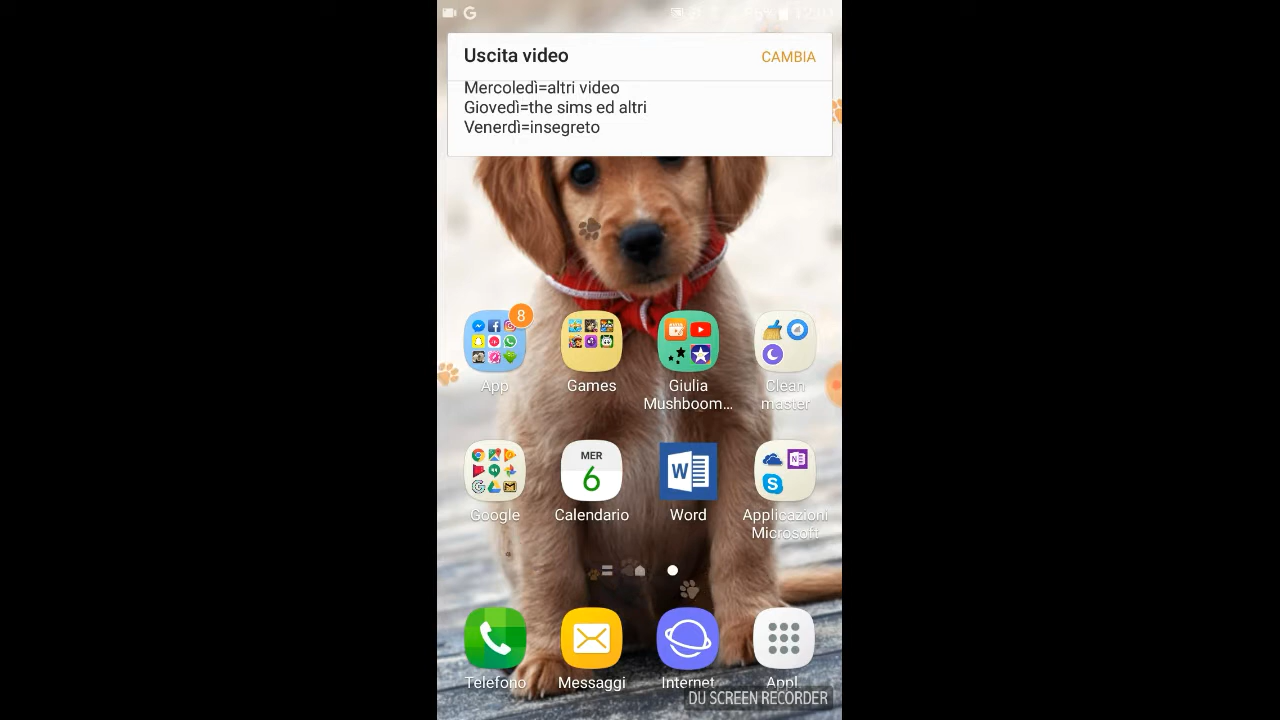 Uscita video
CAMBIA
Mercoledì=altri video
Giovedì=the sims ed altri
Venerdì=insegreto
8
App
Games
Giulia
Mushboom...
Clean
master
MER
6
Google
Calendario
Word
Applicazioni
Microsoft
Telefono
Messaggi
Internet
Appl.
DU SCREEN RECORDER